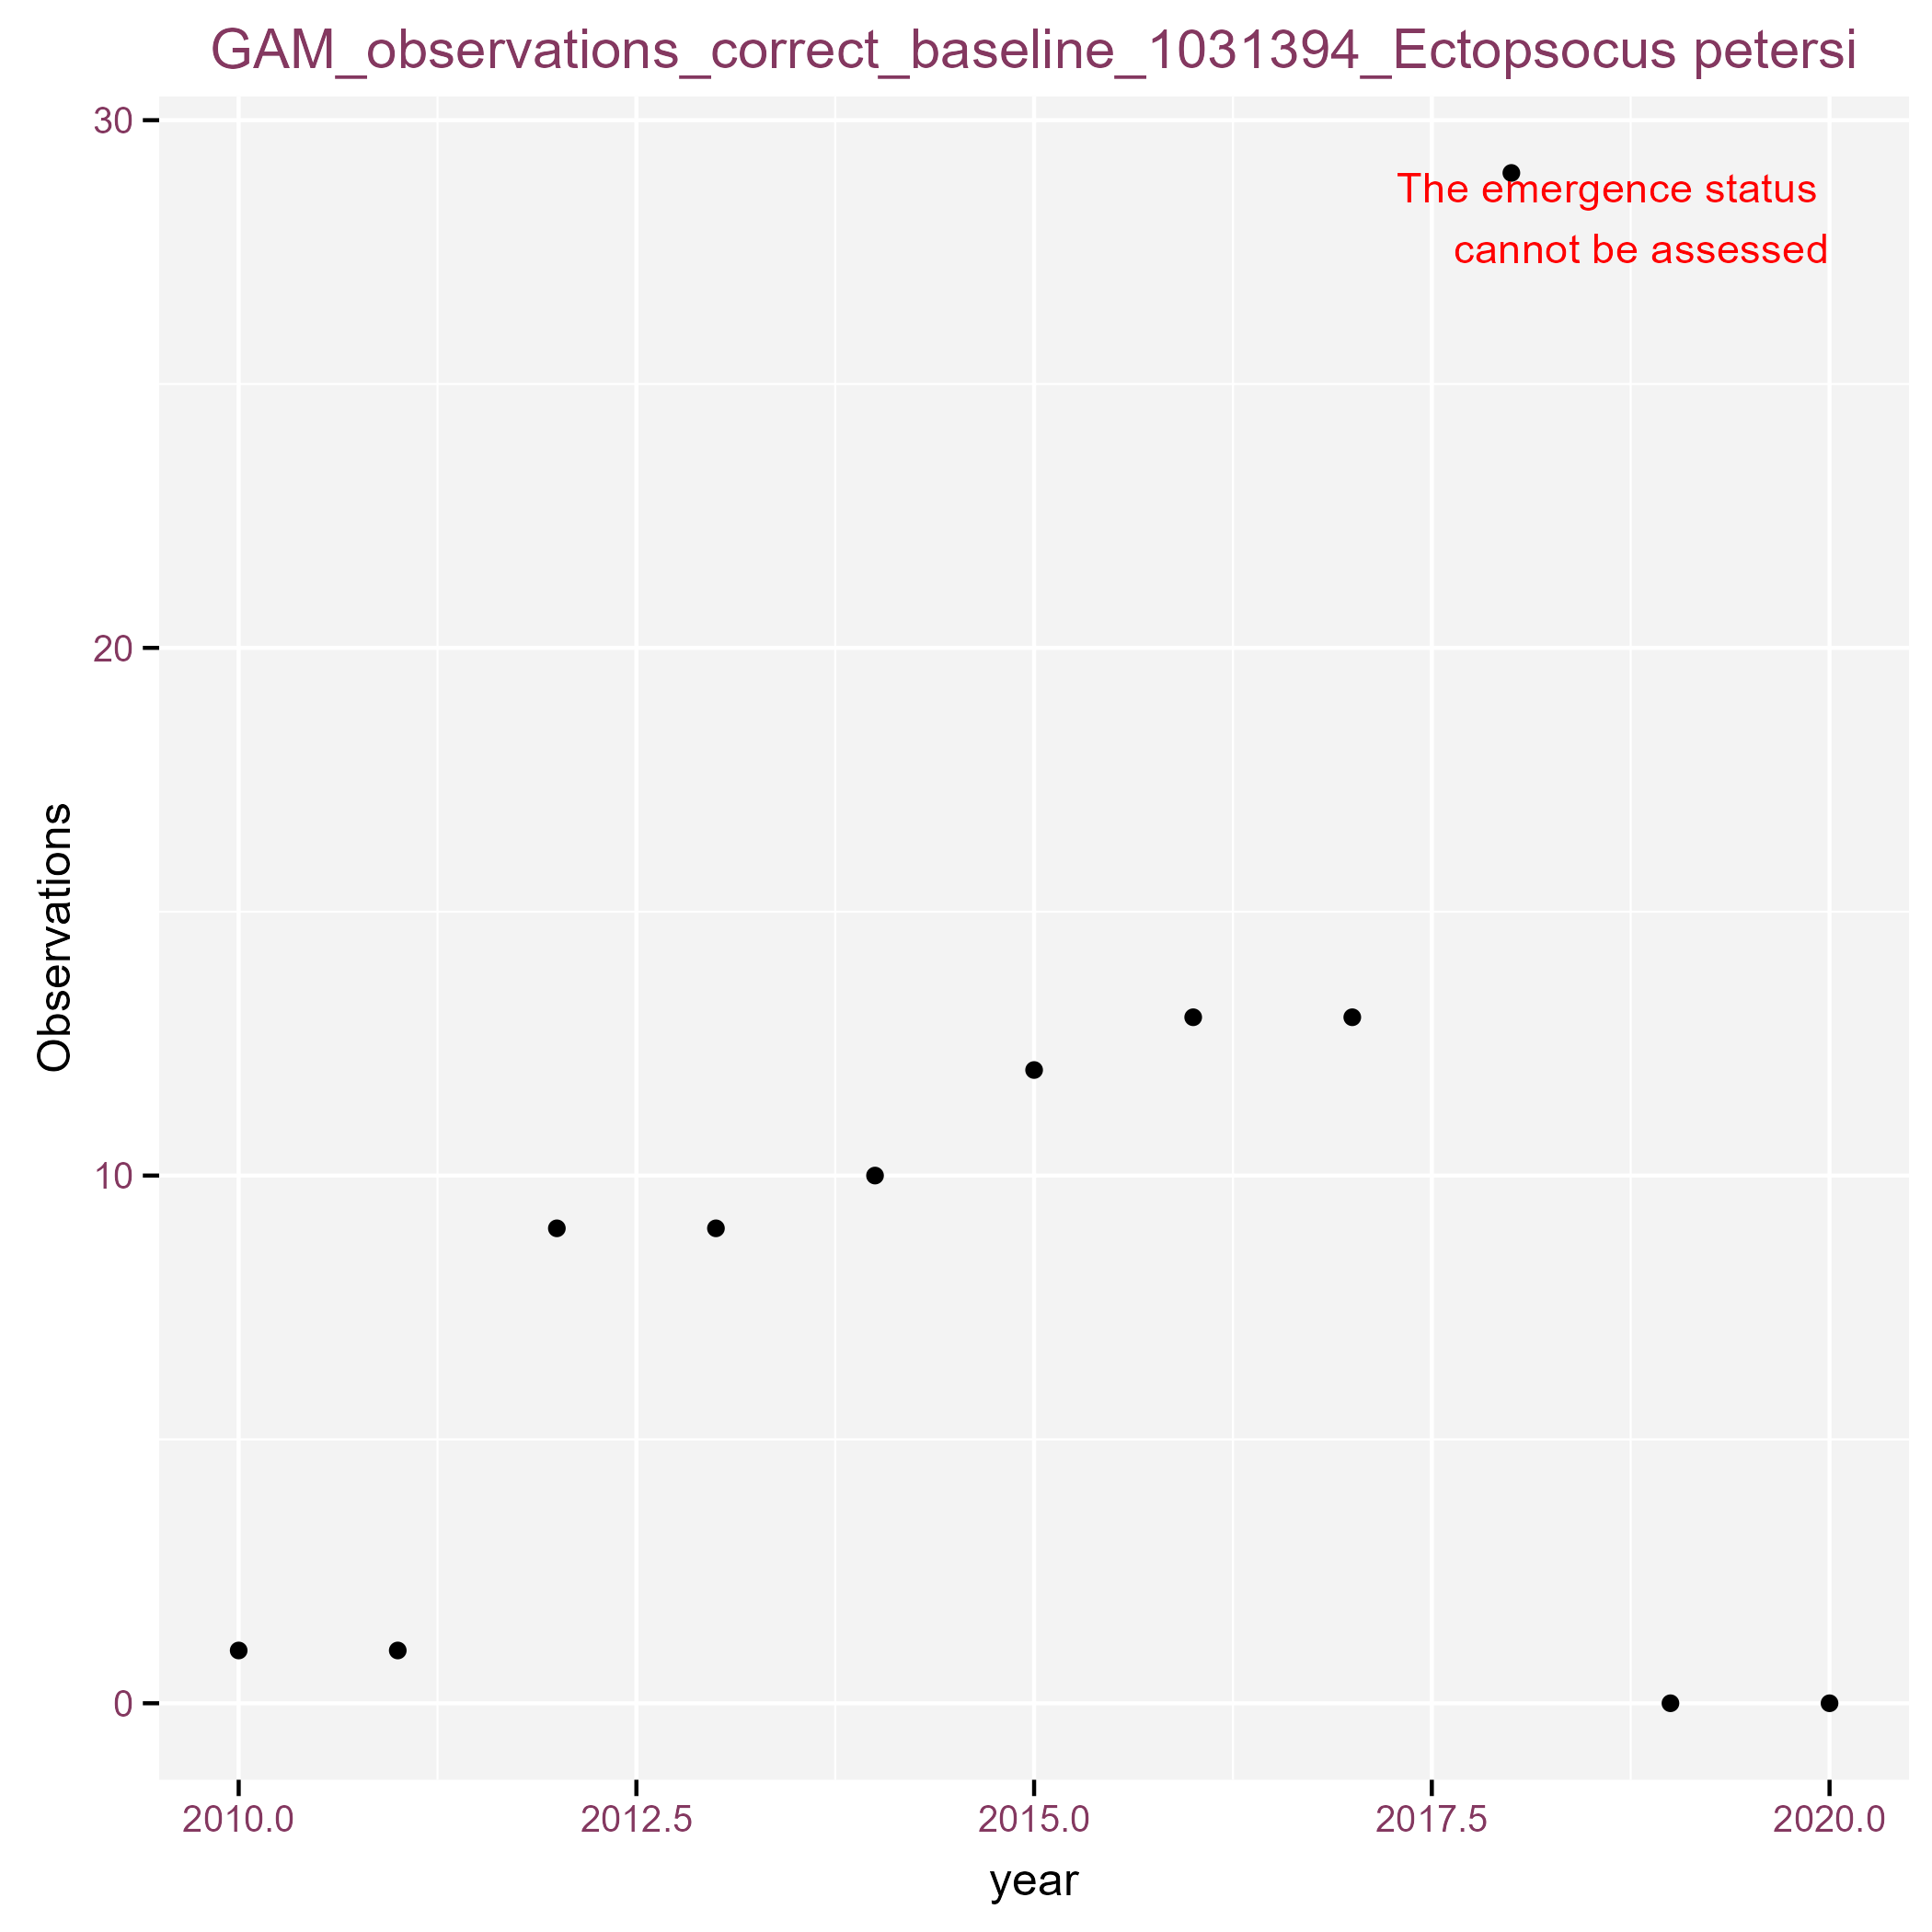 GAM_observations_correct_baseline_1031394_Ectopsocus petersi
30
The emergence status
cannot be assessed
20
Observations
10
0
2010.0 2012.5 2015.0 2017.5 2020.0
year